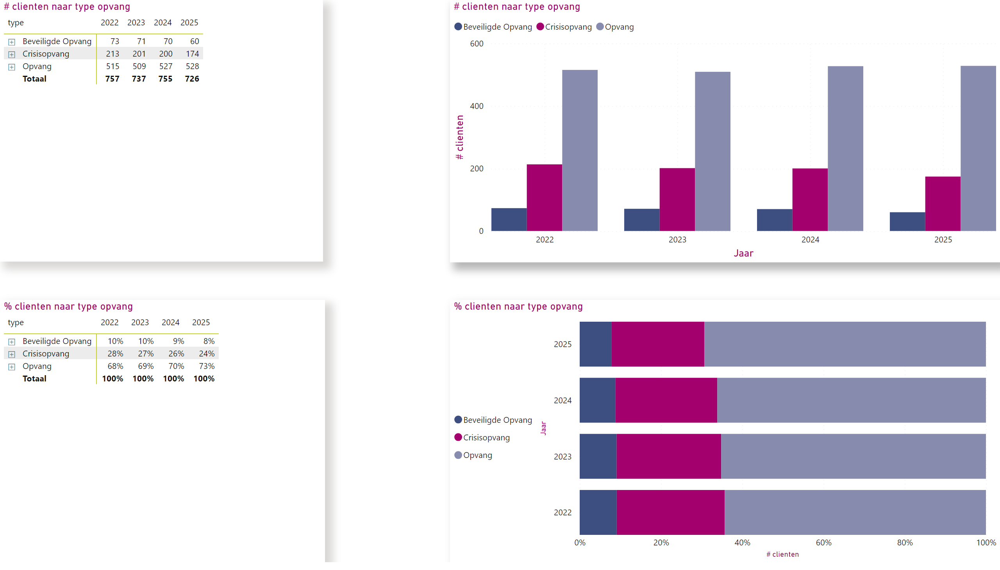 # clienten naar type opvang
type 2022 2023 2024 2025
Beveiligde Opvang 73 71 70 60
Crisisopvang 213 201 200 174
Opvang 515 509 527 528
Totaal 757 737 755 726
# clienten naar type opvang
Beveiligde Opvang Crisisopvang Opvang
600
400
200
0
# clienten
2022 2023 2024 2025
Jaar
% clienten naar type opvang
type 2022 2023 2024 2025
Beveiligde Opvang 10% 10% 9% 8%
Crisisopvang 28% 27% 26% 24%
Opvang 68% 69% 70% 73%
Totaal 100% 100% 100% 100%
% clienten naar type opvang
Beveiligde Opvang
Crisisopvang
Opvang
Jaar
2025
2024
2023
2022
0% 20% 40% 60% 80% 100%
# clienten